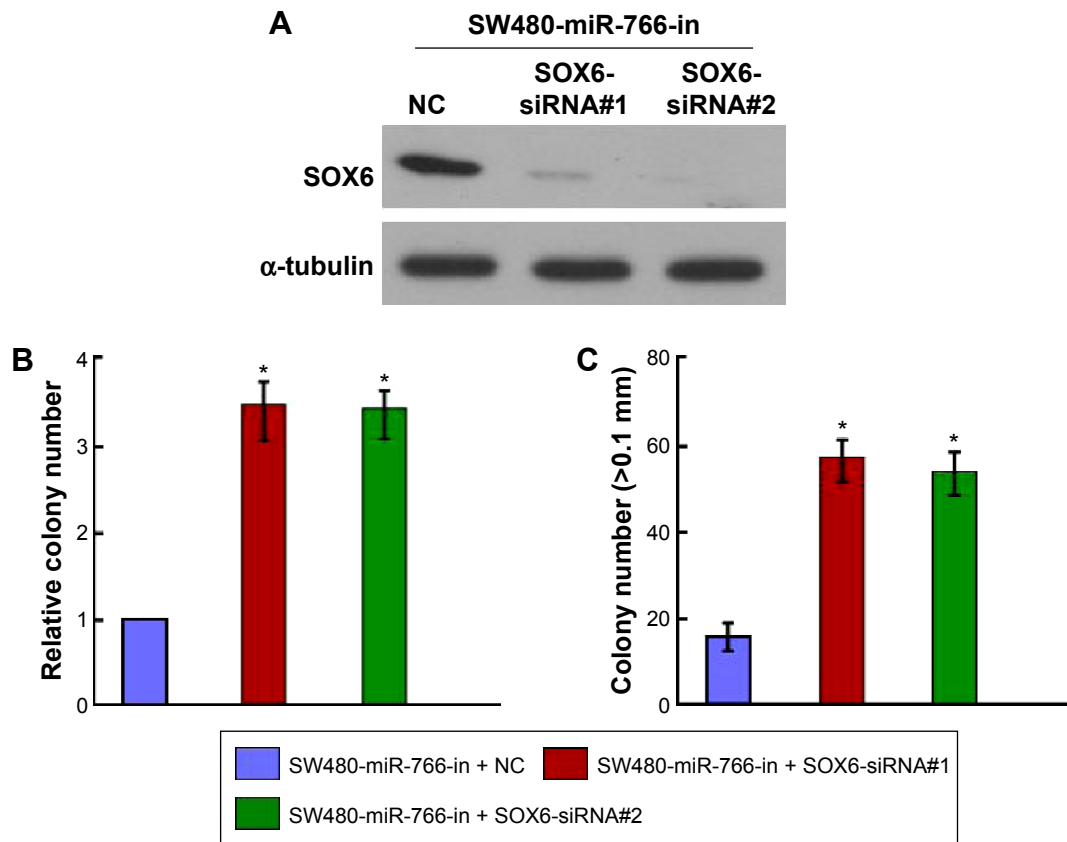 A
SW480-miR-766-in
NC
SOX6-
siRNA#1
SOX6-
siRNA#2
SOX6
α-tubulin
B
Relative colony number
4
3
2
1
0
*
*
C
Colony number (>0.1 mm)
80
60
40
20
0
*
*
SW480-miR-766-in + NC
SW480-miR-766-in + SOX6-siRNA#1
SW480-miR-766-in + SOX6-siRNA#2